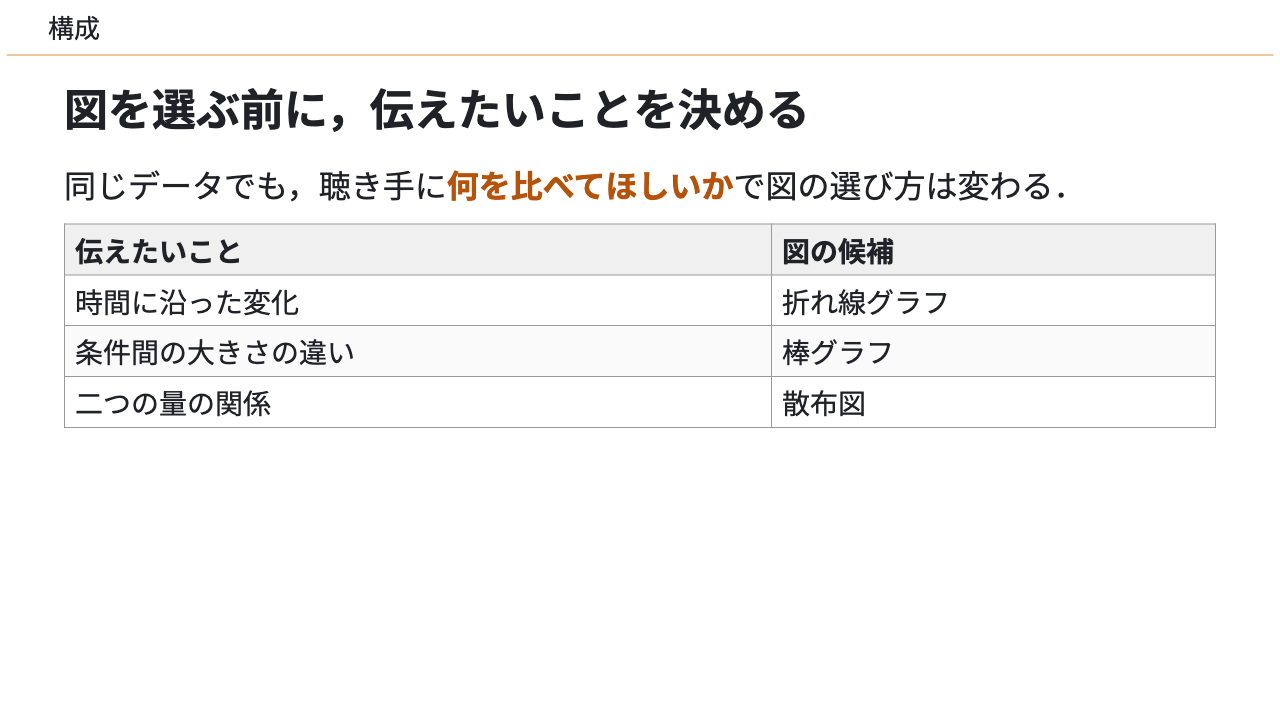 構成
図を選ぶ前に，伝えたいことを決める
同じデータでも，聴き手に何を比べてほしいかで図の選び方は変わる．
伝えたいこと 図の候補
時間に沿った変化 折れ線グラフ
条件間の大きさの違い 棒グラフ
二つの量の関係 散布図